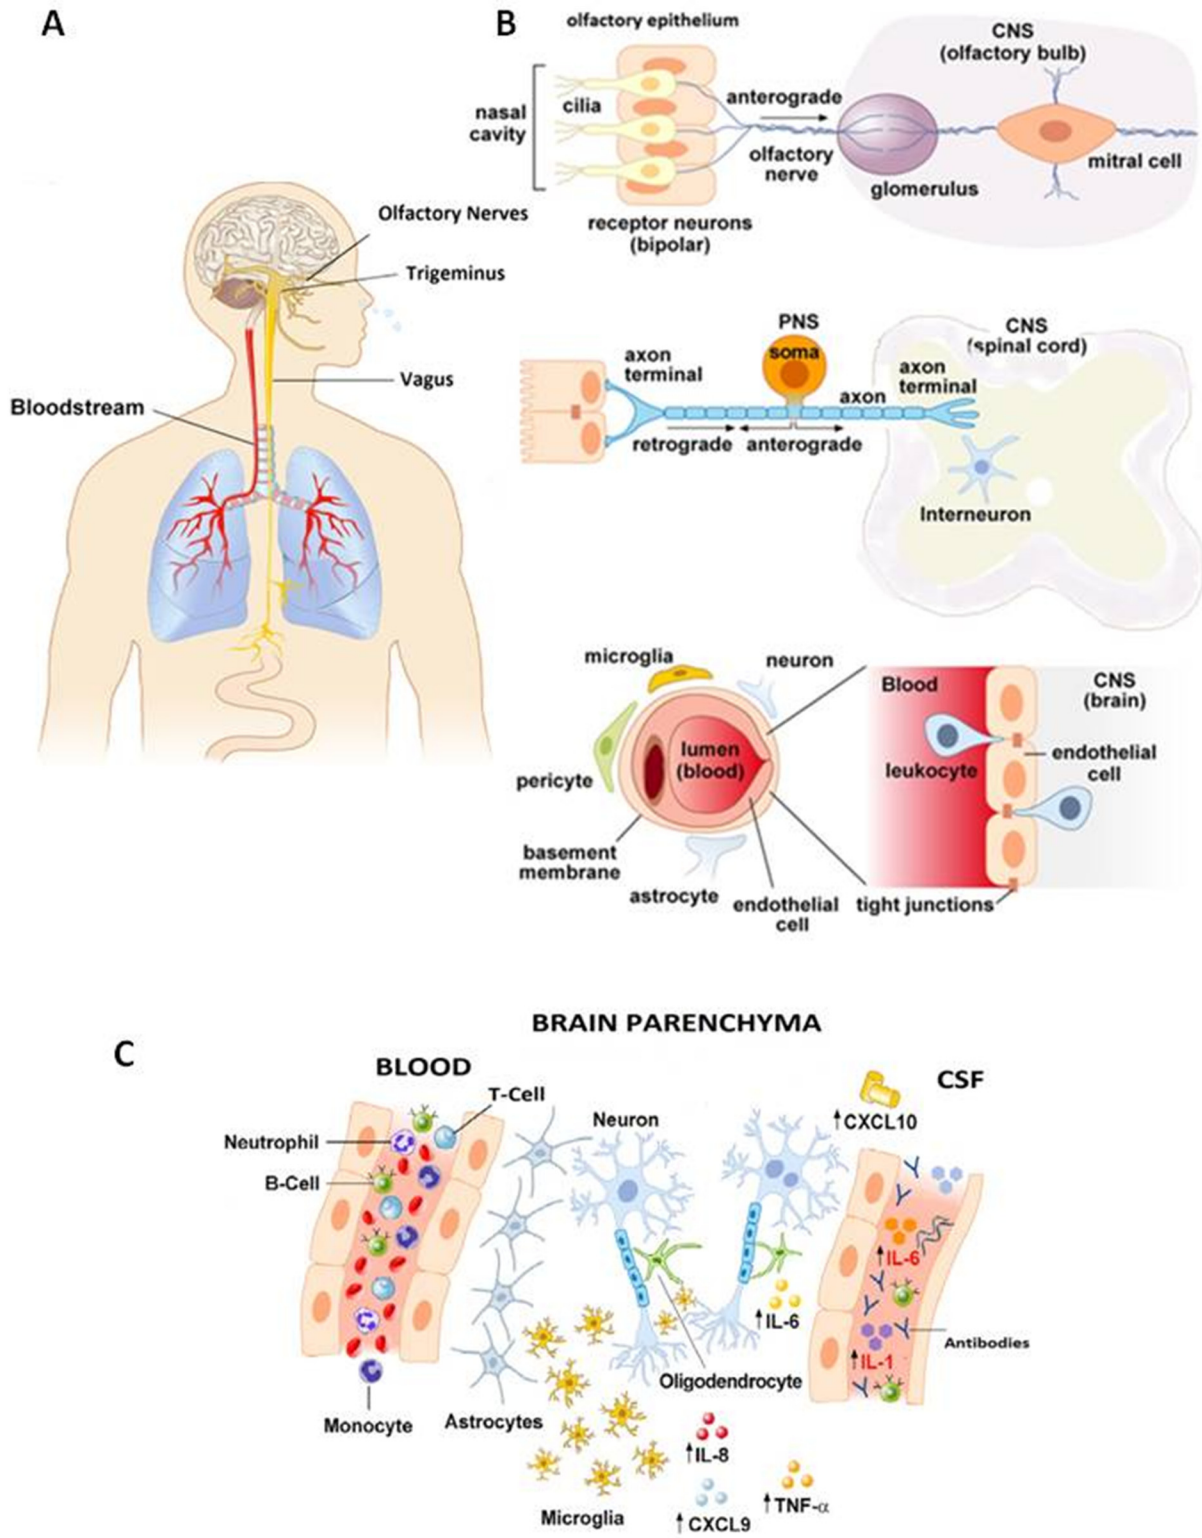 A
Olfactory Nerves
Trigeminus
Vagus
Bloodstream
B
olfactory epithelium
nasal
cavity
cilia
anterograde
olfactory
nerve
receptor neurons
(bipolar)
CNS
(olfactory bulb)
glomerulus
mitral cell
axon
terminal
PNS
soma
axon
retrograde
anterograde
CNS
(spinal cord)
axon
terminal
Interneuron
microglia
neuron
pericyte
lumen
(blood)
basement
membrane
astrocyte
endothelial
cell
Blood
leukocyte
CNS
(brain)
endothelial
cell
tight junctions
BRAIN PARENCHYMA
C
BLOOD
CSF
T-Cell
Neutrophil
B-Cell
Monocyte
Astrocytes
Neuron
↑CXCL10
↑IL-6
↑IL-6
Antibodies
↑IL-1
Oligodendrocyte
↑IL-8
Microglia
↑CXCL9
↑TNF-α